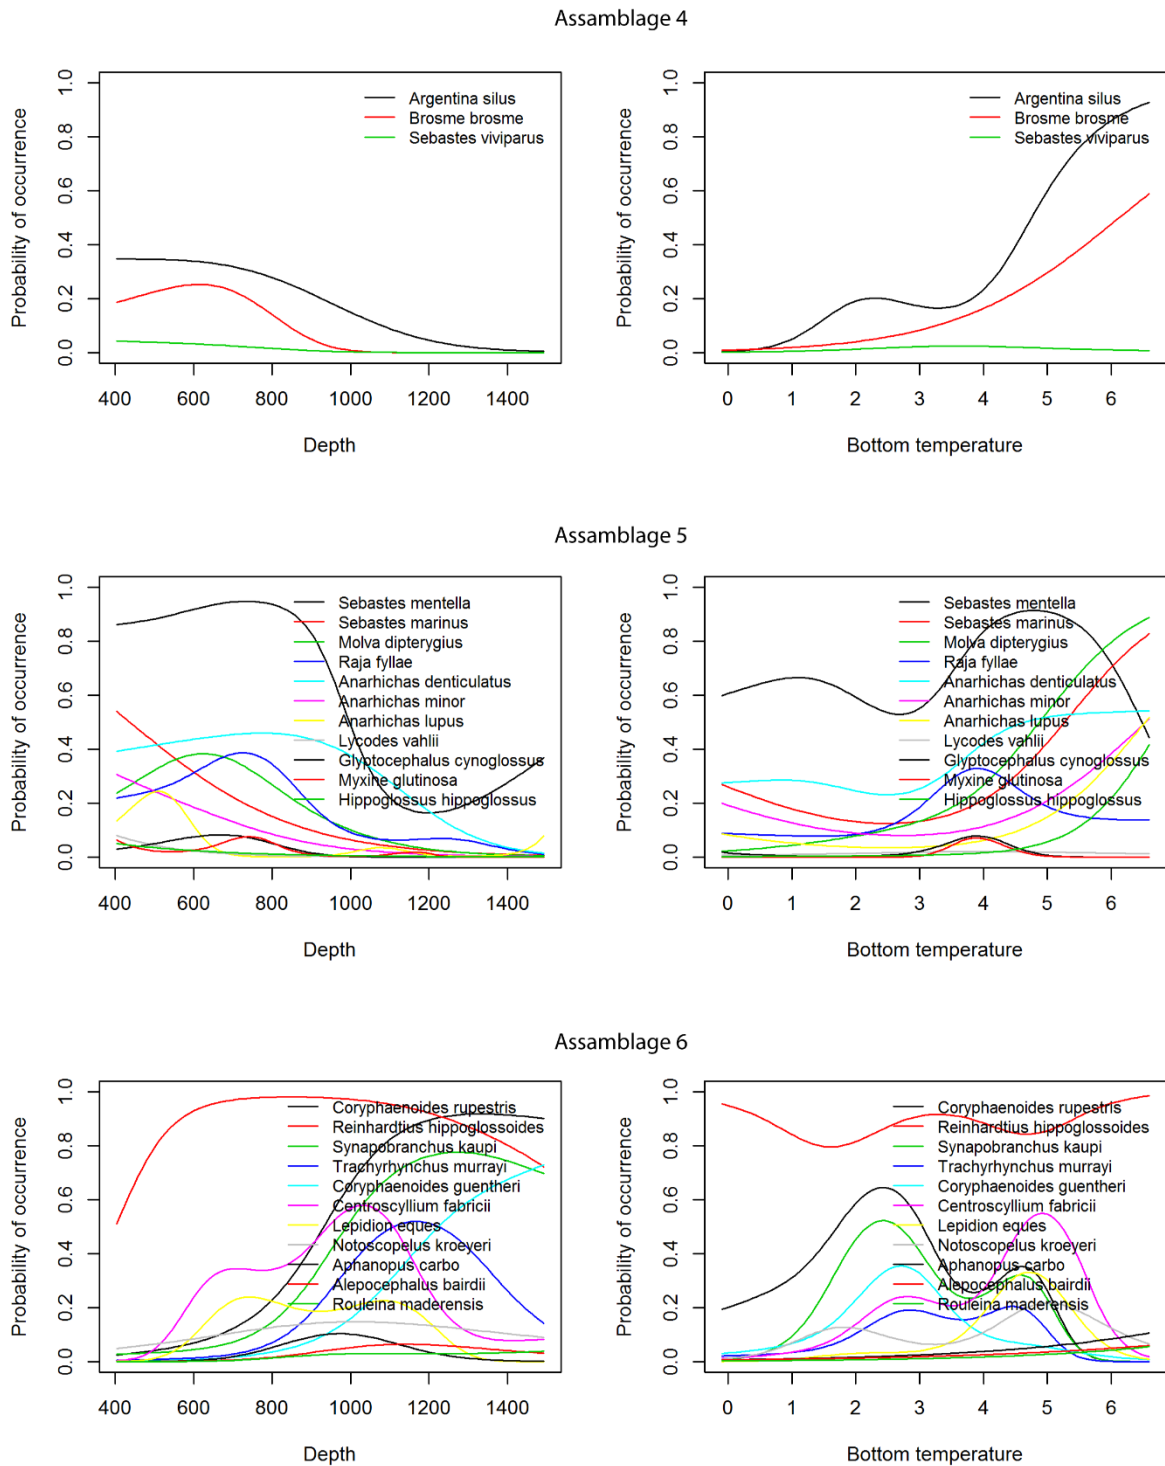 Assamblage 4
Probability of occurrence
0.0 0.2 0.4 0.6 0.8 1.0
Argentina silus
Brosme brosme
Sebastes viviparus
400 600 800 1000 1200 1400
Depth
Probability of occurrence
0.0 0.2 0.4 0.6 0.8 1.0
Argentina silus
Brosme brosme
Sebastes viviparus
0 1 2 3 4 5 6
Bottom temperature
Assamblage 5
Probability of occurrence
0.0 0.2 0.4 0.6 0.8 1.0
Sebastes mentella
Sebastes marinus
Molva dipterygius
Raja fyllae
Anarhichas denticulatus
Anarhichas minor
Anarhichas lupus
Lycodes vahlii
Glyptocephalus cynoglossus
Myxine glutinosa
Hippoglossus hippoglossus
400 600 800 1000 1200 1400
Depth
Probability of occurrence
0.0 0.2 0.4 0.6 0.8 1.0
Sebastes mentella
Sebastes marinus
Molva dipterygius
Raja fyllae
Anarhichas denticulatus
Anarhichas minor
Anarhichas lupus
Lycodes vahlii
Glyptocephalus cynoglossus
Myxine glutinosa
Hippoglossus hippoglossus
0 1 2 3 4 5 6
Bottom temperature
Assamblage 6
Probability of occurrence
0.0 0.2 0.4 0.6 0.8 1.0
Coryphaenoides rupestris
Reinhardtius hippoglossoides
Synapobranchus kaupi
Trachyrhynchus murrayi
Coryphaenoides guentheri
Centroscyllium fabricii
Lepidion eques
Notoscopelus kroeyeri
Aphanopus carbo
Alepocephalus bairdii
Rouleina maderensis
400 600 800 1000 1200 1400
Depth
Probability of occurrence
0.0 0.2 0.4 0.6 0.8 1.0
Coryphaenoides rupestris
Reinhardtius hippoglossoides
Synapobranchus kaupi
Trachyrhynchus murrayi
Coryphaenoides guentheri
Centroscyllium fabricii
Lepidion eques
Notoscopelus kroeyeri
Aphanopus carbo
Alepocephalus bairdii
Rouleina maderensis
0 1 2 3 4 5 6
Bottom temperature